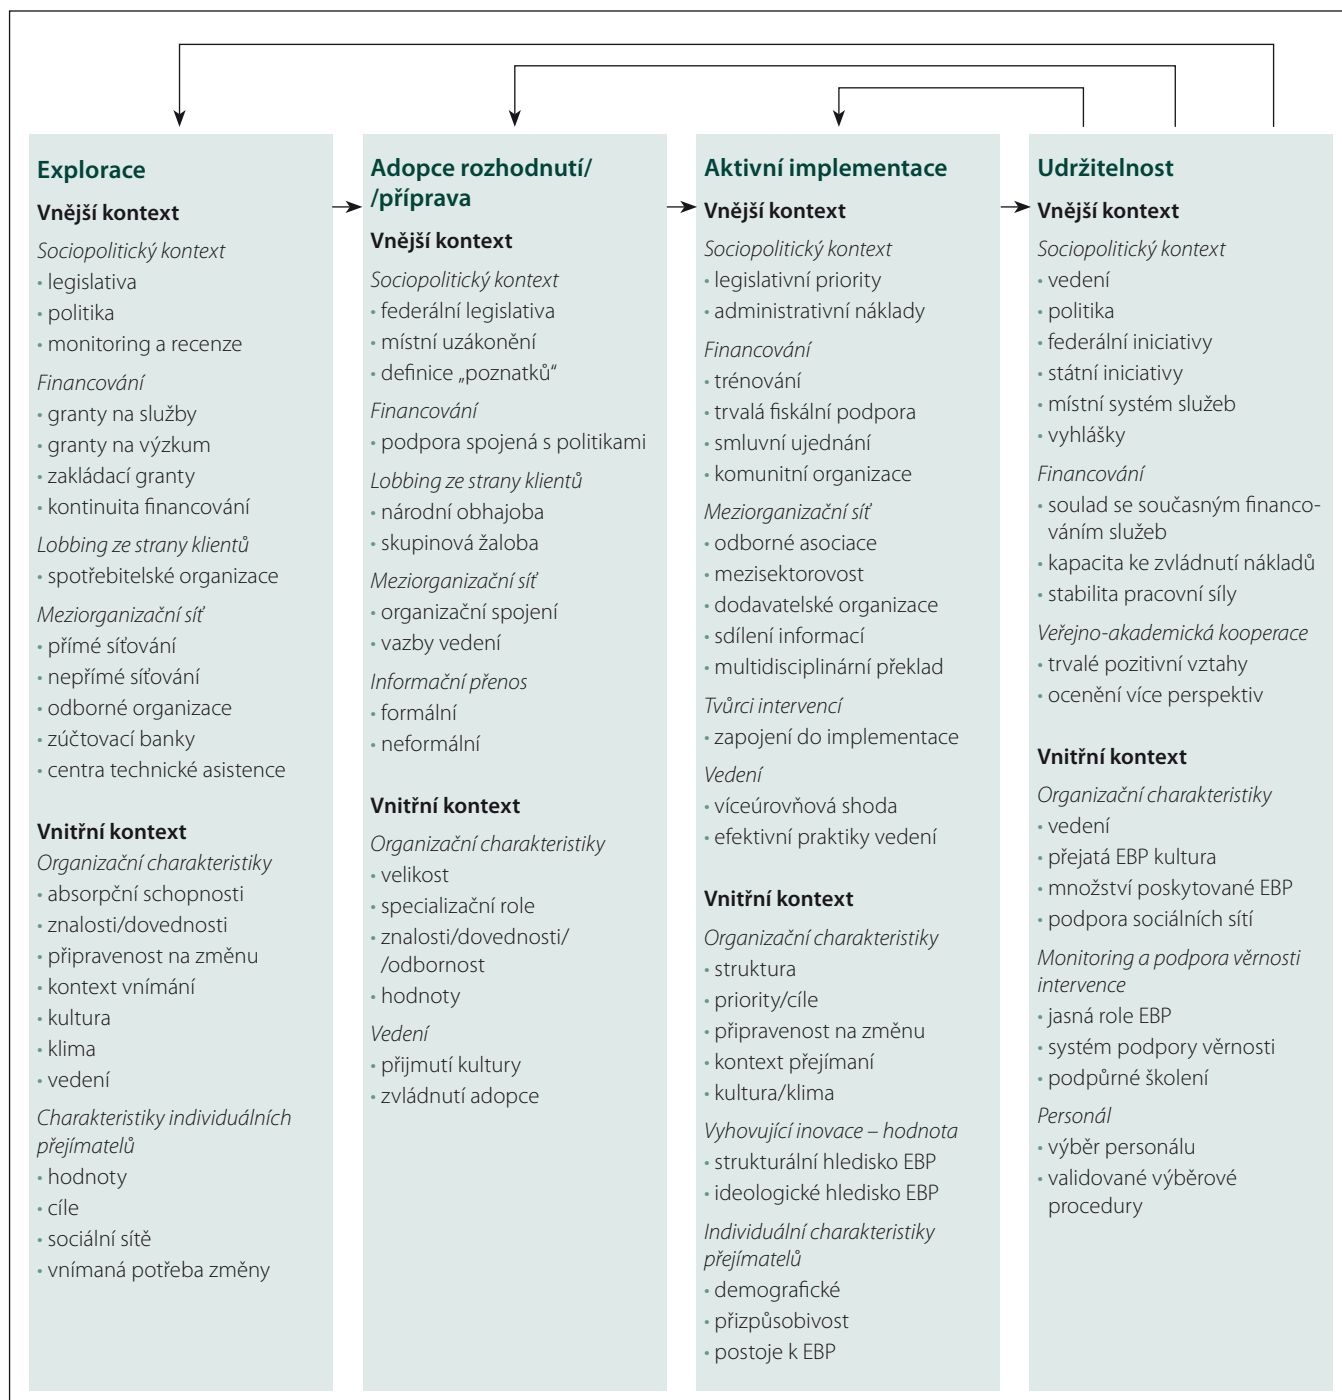 Explorace
Vnější kontext
Sociopolitický kontext
• legislativa
• politika
• monitoring a recenze
Financování
• granty na služby
• granty na výzkum
• zakládací granty
• kontinuita financování
Lobbing ze strany klientů
• spotřebitelské organizace
Meziorganizační síť
• přímé síťování
• nepřímé síťování
• odborné organizace
• zúčtovací banky
• centra technické asistence
Vnitřní kontext
Organizační charakteristiky
• absorpční schopnosti
• znalosti/dovednosti
• připravenost na změnu
• kontext vnímání
• kultura
• klima
• vedení
Charakteristiky individuálních
přejímatelů
• hodnoty
• cíle
• sociální sítě
• vnímaná potřeba změny
Adopce rozhodnutí/
/příprava
Vnější kontext
Sociopolitický kontext
• federální legislativa
• místní uzákonění
• definice „poznatků“
Financování
• podpora spojená s politikami
Lobbing ze strany klientů
• národní obhajoba
• skupinová žaloba
Meziorganizační síť
• organizační spojení
• vazby vedení
Informační přenos
• formální
• neformální
Vnitřní kontext
Organizační charakteristiky
• velikost
• specializační role
• znalosti/dovednosti/
/odbornost
• hodnoty
Vedení
• přijmutí kultury
• zvládnutí adopce
Aktivní implementace
Vnější kontext
Sociopolitický kontext
• legislativní priority
• administrativní náklady
Financování
• trénování
• trvalá fiskální podpora
• smluvní ujednání
• komunitní organizace
Meziorganizační síť
• odborné asociace
• mezisektorovost
• dodavatelské organizace
• sdílení informací
• multidisciplinární překlad
Tvůrci intervencí
• zapojení do implementace
Vedení
• víceúrovňová shoda
• efektivní praktiky vedení
Vnitřní kontext
Organizační charakteristiky
• struktura
• priority/cíle
• připravenost na změnu
• kontext přejímaní
• kultura/klima
Vyhovující inovace – hodnota
• strukturální hledisko EBP
• ideologické hledisko EBP
Individuální charakteristiky
přejímatelů
• demografické
• přizpůsobivost
• postoje k EBP
Udržitelnost
Vnější kontext
Sociopolitický kontext
• vedení
• politika
• federální iniciativy
• státní iniciativy
• místní systém služeb
• vyhlášky
Financování
• soulad se současným financo-
váním služeb
• kapacita ke zvládnutí nákladů
• stabilita pracovní síly
Veřejno-akademická kooperace
• trvalé pozitivní vztahy
• ocenění více perspektiv
Vnitřní kontext
Organizační charakteristiky
• vedení
• přejatá EBP kultura
• množství poskytované EBP
• podpora sociálních sítí
Monitoring a podpora věrnosti
intervence
• jasná role EBP
• systém podpory věrnosti
• podpůrné školení
Personál
• výběr personálu
• validované výběrové
procedury